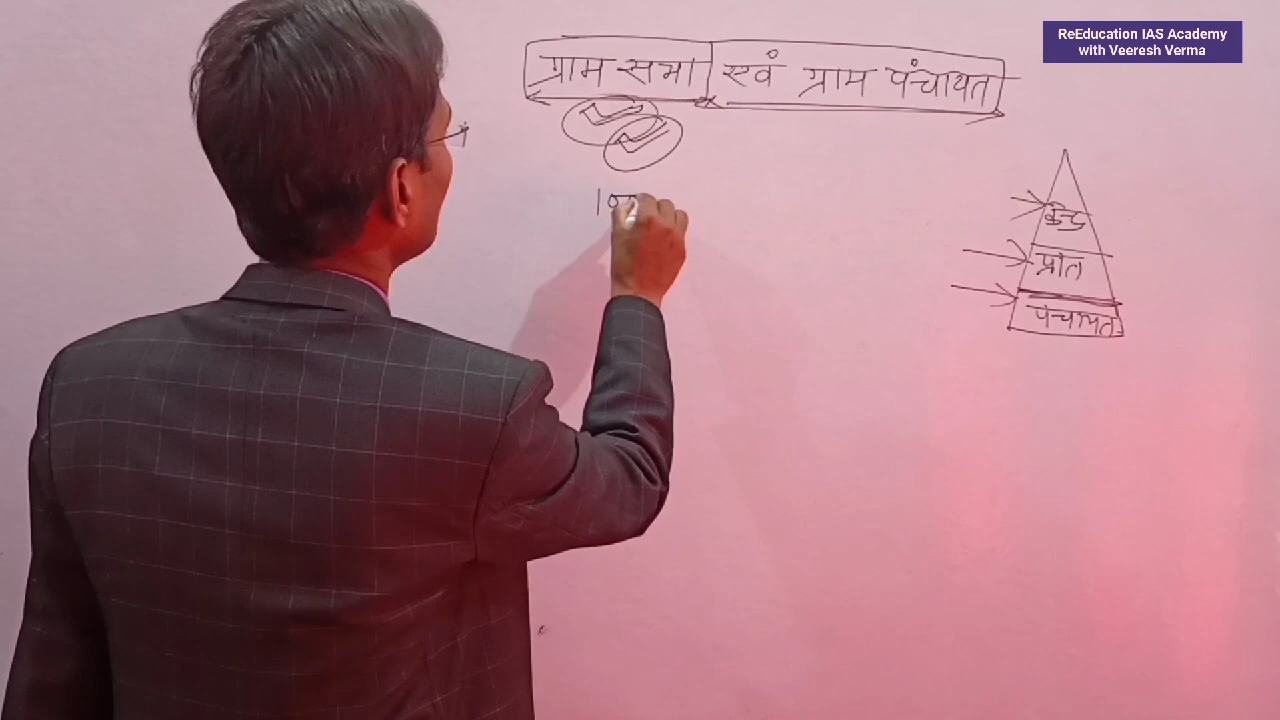 ReEducation IAS Academy
with Veeresh Verma
ग्राम सभा एवं ग्राम पंचायत
केन्द्र
प्रांत
पंचायत